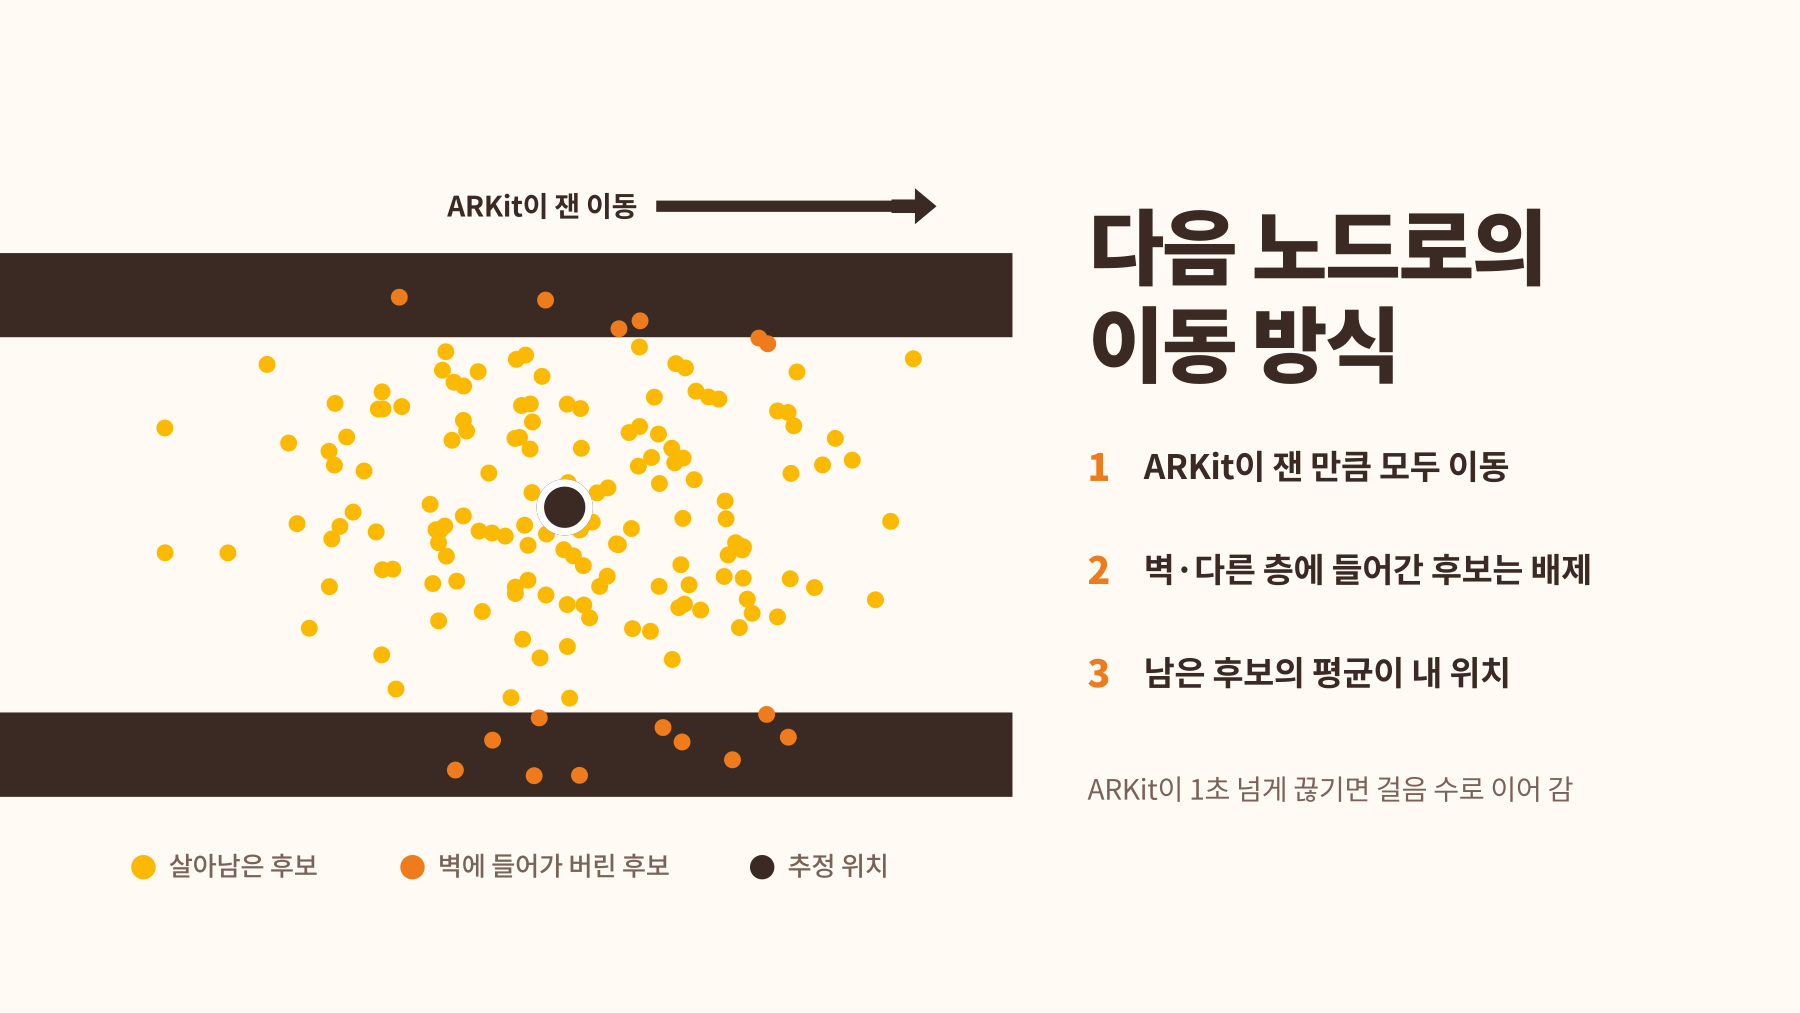 ARKit이 잰 이동
다음 노드로의
이동 방식
1 ARKit이 잰 만큼 모두 이동
2 벽·다른 층에 들어간 후보는 배제
3 남은 후보의 평균이 내 위치
ARKit이 1초 넘게 끊기면 걸음 수로 이어 감
살아남은 후보
벽에 들어가 버린 후보
추정 위치